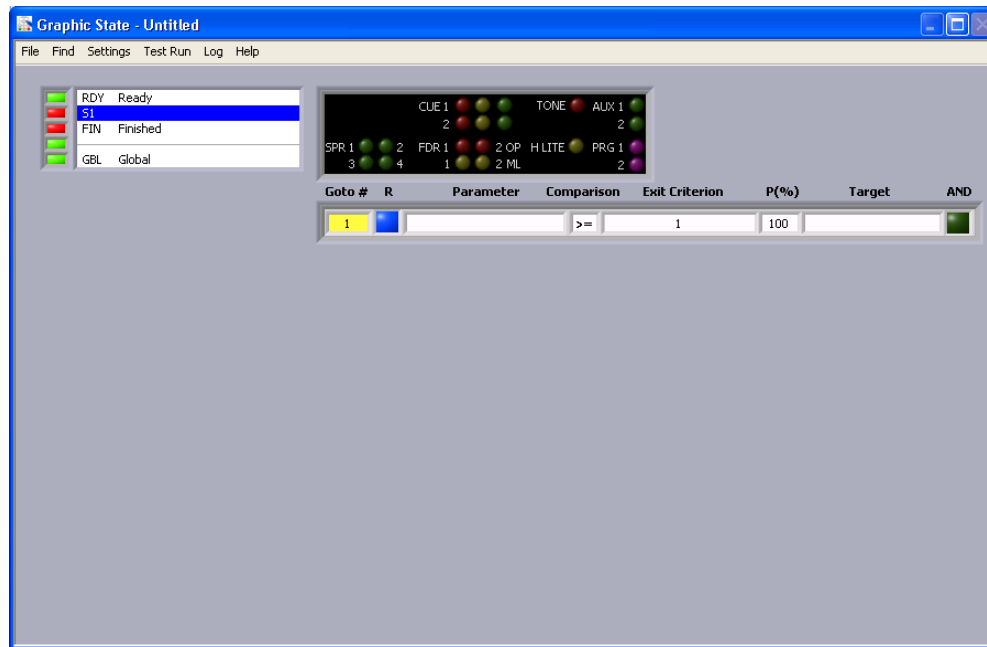 Graphic State - Untitled
File Find Settings Test Run Log Help
RDY Ready
S1
FIN Finished
GBL Global
CUE 1 TONE AUX 1
2 2
SPR 1 2 FDR 1 2 OP H LITE PRG 1
3 4 1 2 ML 2
Goto # R Parameter Comparison Exit Criterion P(%) Target AND
1 >= 1 100